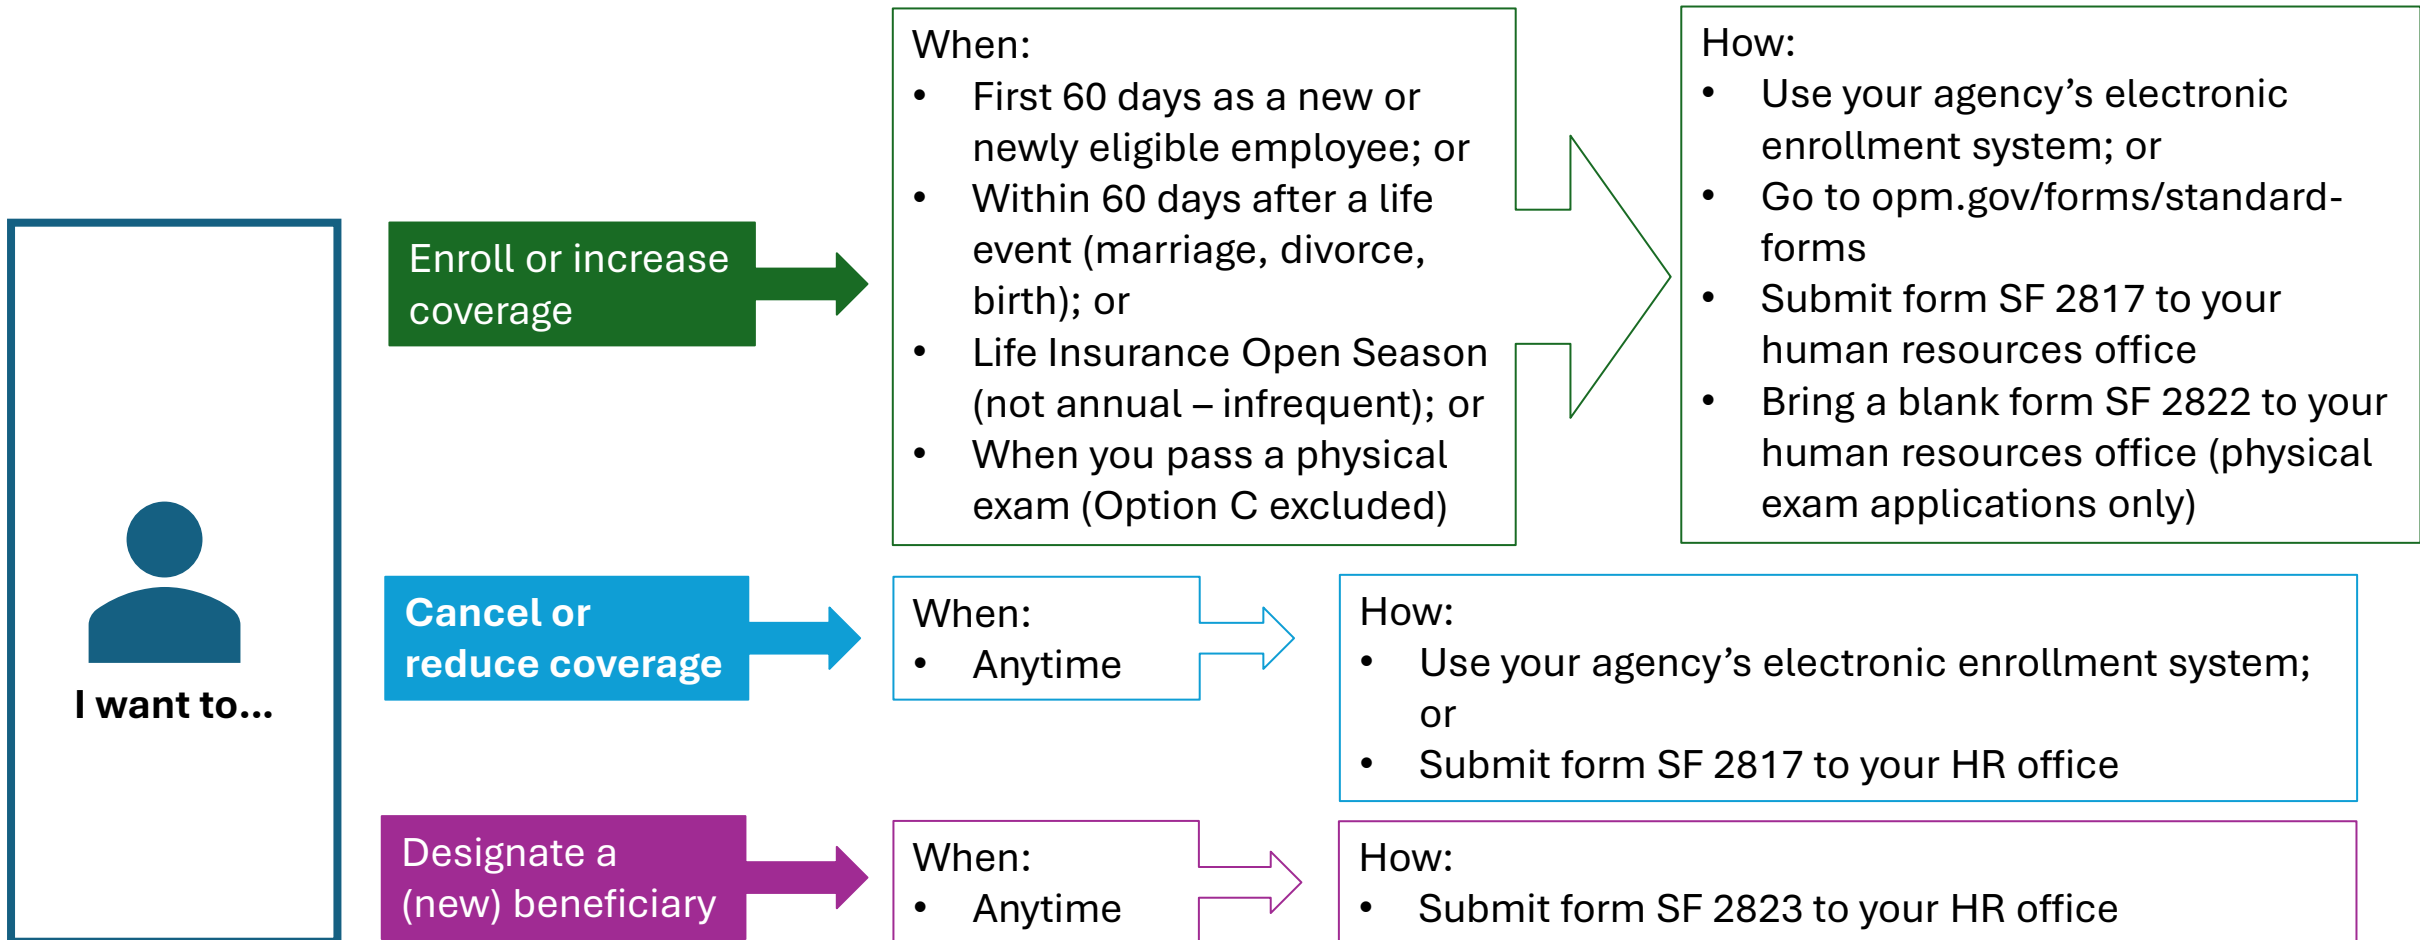 I want to...
Enroll or increase
coverage
When:
• First 60 days as a new or
newly eligible employee; or
• Within 60 days after a life
event (marriage, divorce,
birth); or
• Life Insurance Open Season
(not annual – infrequent); or
• When you pass a physical
exam (Option C excluded)
How:
• Use your agency’s electronic
enrollment system; or
• Go to opm.gov/forms/standard-
forms
• Submit form SF 2817 to your
human resources office
• Bring a blank form SF 2822 to your
human resources office (physical
exam applications only)
Cancel or
reduce coverage
When:
• Anytime
How:
• Use your agency’s electronic enrollment system;
or
• Submit form SF 2817 to your HR office
Designate a
(new) beneficiary
When:
• Anytime
How:
• Submit form SF 2823 to your HR office